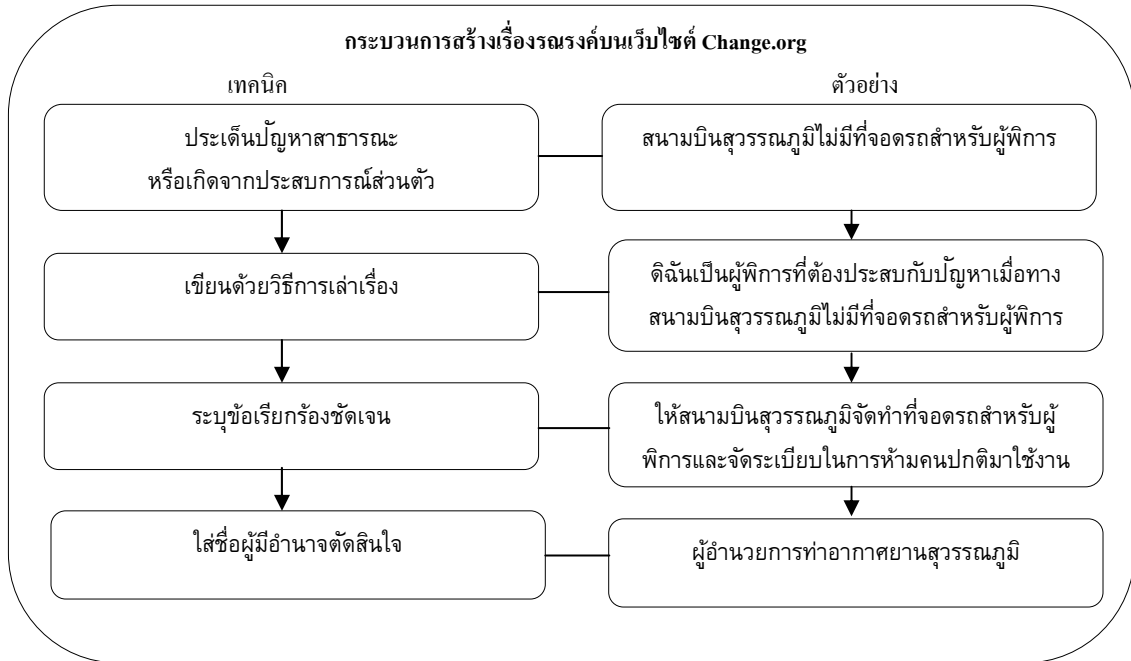 กระบวนการสร้างเรื่องรณรงค์บนเว็บไซต์ Change.org
เทคนิค
ตัวอย่าง
ประเด็นปัญหาสาธารณะ
หรือเกิดจากประสบการณ์ส่วนตัว
สนามบินสุวรรณภูมิไม่มีที่จอดรถสำหรับผู้พิการ
เขียนด้วยวิธีการเล่าเรื่อง
ดิฉันเป็นผู้พิการที่ต้องประสบกับปัญหาเมื่อทาง
สนามบินสุวรรณภูมิไม่มีที่จอดรถสำหรับผู้พิการ
ระบุข้อเรียกร้องชัดเจน
ให้สนามบินสุวรรณภูมิจัดทำที่จอดรถสำหรับผู้
พิการและจัดระเบียบในการห้ามคนปกติมาใช้งาน
ใส่ชื่อผู้มีอำนาจตัดสินใจ
ผู้อำนวยการท่าอากาศยานสุวรรณภูมิ